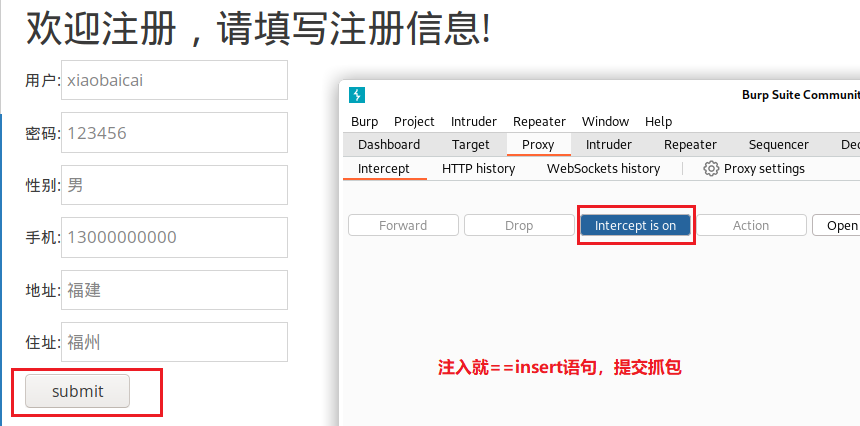 欢迎注册，请填写注册信息!
用户: xiaobaicai
密码: 123456
性别: 男
手机: 13000000000
地址: 福建
住址: 福州
submit
Burp Suite Communit
Burp Project Intruder Repeater Window Help
Dashboard Target Proxy Intruder Repeater Sequencer Dec
Intercept HTTP history WebSockets history Proxy settings
Forward Drop Intercept is on Action Open
注入就==insert语句，提交抓包